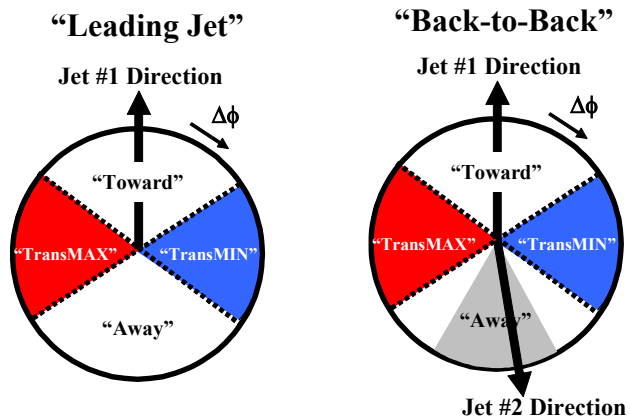 “Leading Jet”
Jet #1 Direction
Δϕ
“Toward”
“TransMAX” “TransMIN”
“Away”
“Back-to-Back”
Jet #1 Direction
Δϕ
“Toward”
“TransMAX” “TransMIN”
“Away”
Jet #2 Direction